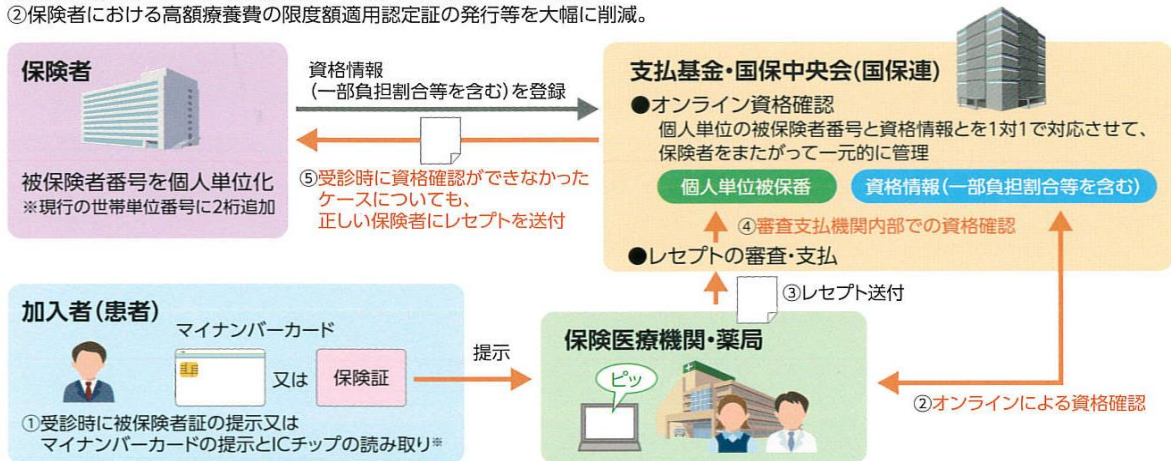 ②保険者における高額療養費の限度額適用認定証の発行等を大幅に削減。
保険者
被保険者番号を個人単位化
※現行の世帯単位番号に2桁追加
資格情報
(一部負担割合等を含む)を登録
⑤受診時に資格確認ができなかった
ケースについても、
正しい保険者にレセプトを送付
支払基金・国保中央会(国保連)
●オンライン資格確認
個人単位の被保険者番号と資格情報とを1対1で対応させて、
保険者をまたがって一元的に管理
個人単位被保番
資格情報(一部負担割合等を含む)
④審査支払機関内部での資格確認
●レセプトの審査・支払
③レセプト送付
加入者(患者)
マイナンバーカード
又は
保険証
①受診時に被保険者証の提示又は
マイナンバーカードの提示とICチップの読み取り※
提示
保険医療機関・薬局
ピッ
②オンラインによる資格確認